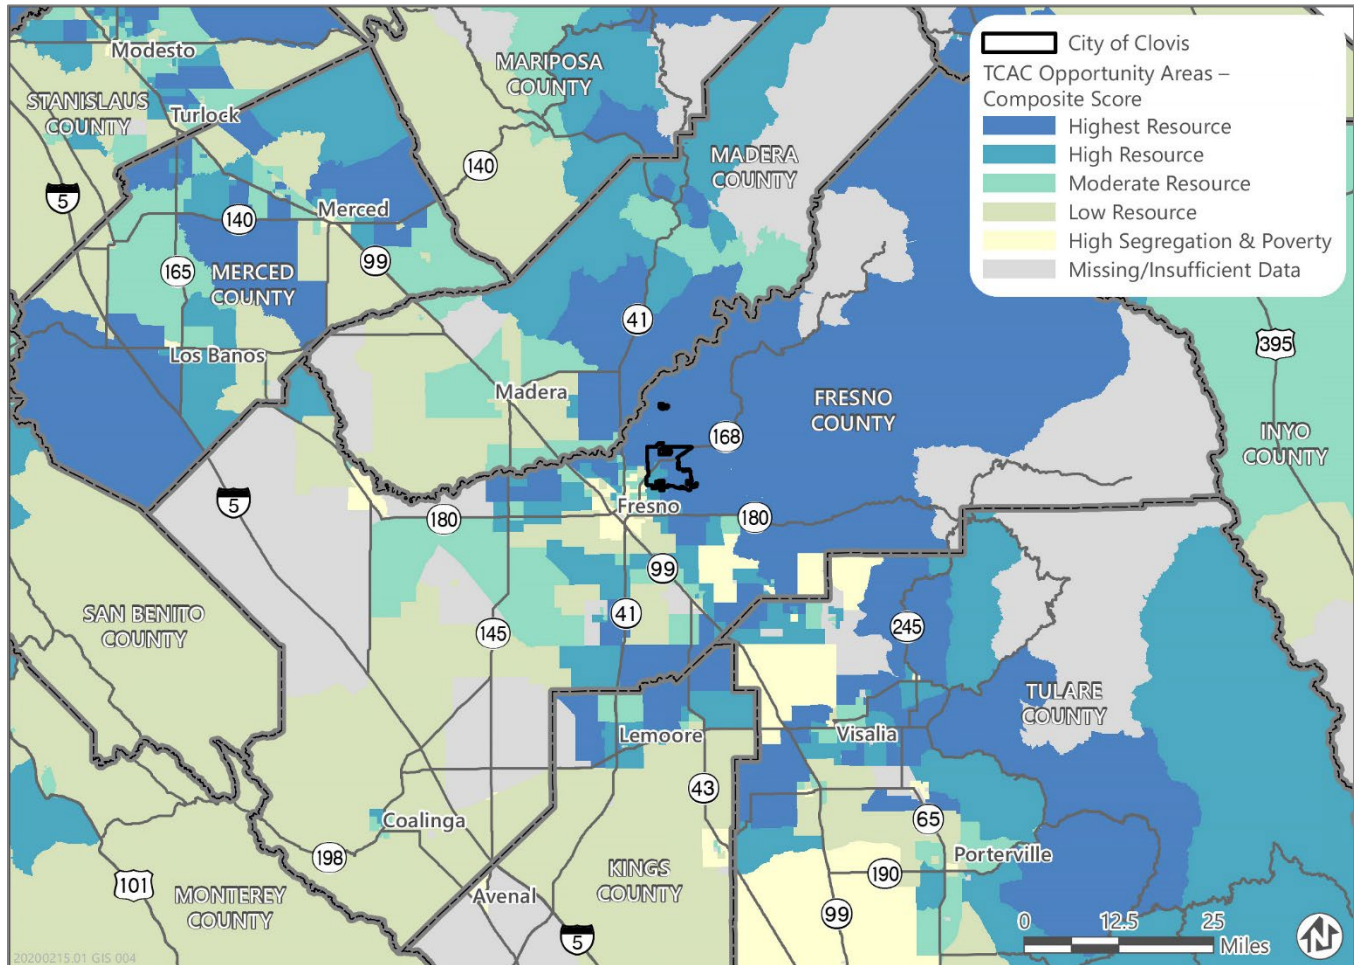 City of Clovis
TCAC Opportunity Areas –
Composite Score
Highest Resource
High Resource
Moderate Resource
Low Resource
High Segregation & Poverty
Missing/Insufficient Data
Modesto
STANISLAUS
COUNTY
Turlock
MARIPOSA
COUNTY
140
MADERA
COUNTY
5
140
Merced
99
165
MERCED
COUNTY
41
395
Los Banos
Madera
FRESNO
COUNTY
168
INYO
COUNTY
5
180
Fresno
180
99
SAN BENITO
COUNTY
145
41
245
TULARE
COUNTY
Lemoore
Visalia
43
Coalinga
65
198
Porterville
101
MONTEREY
COUNTY
KINGS
COUNTY
190
Avenal
99
5
0 12.5 25
Miles
N
20200215.01 GIS 004